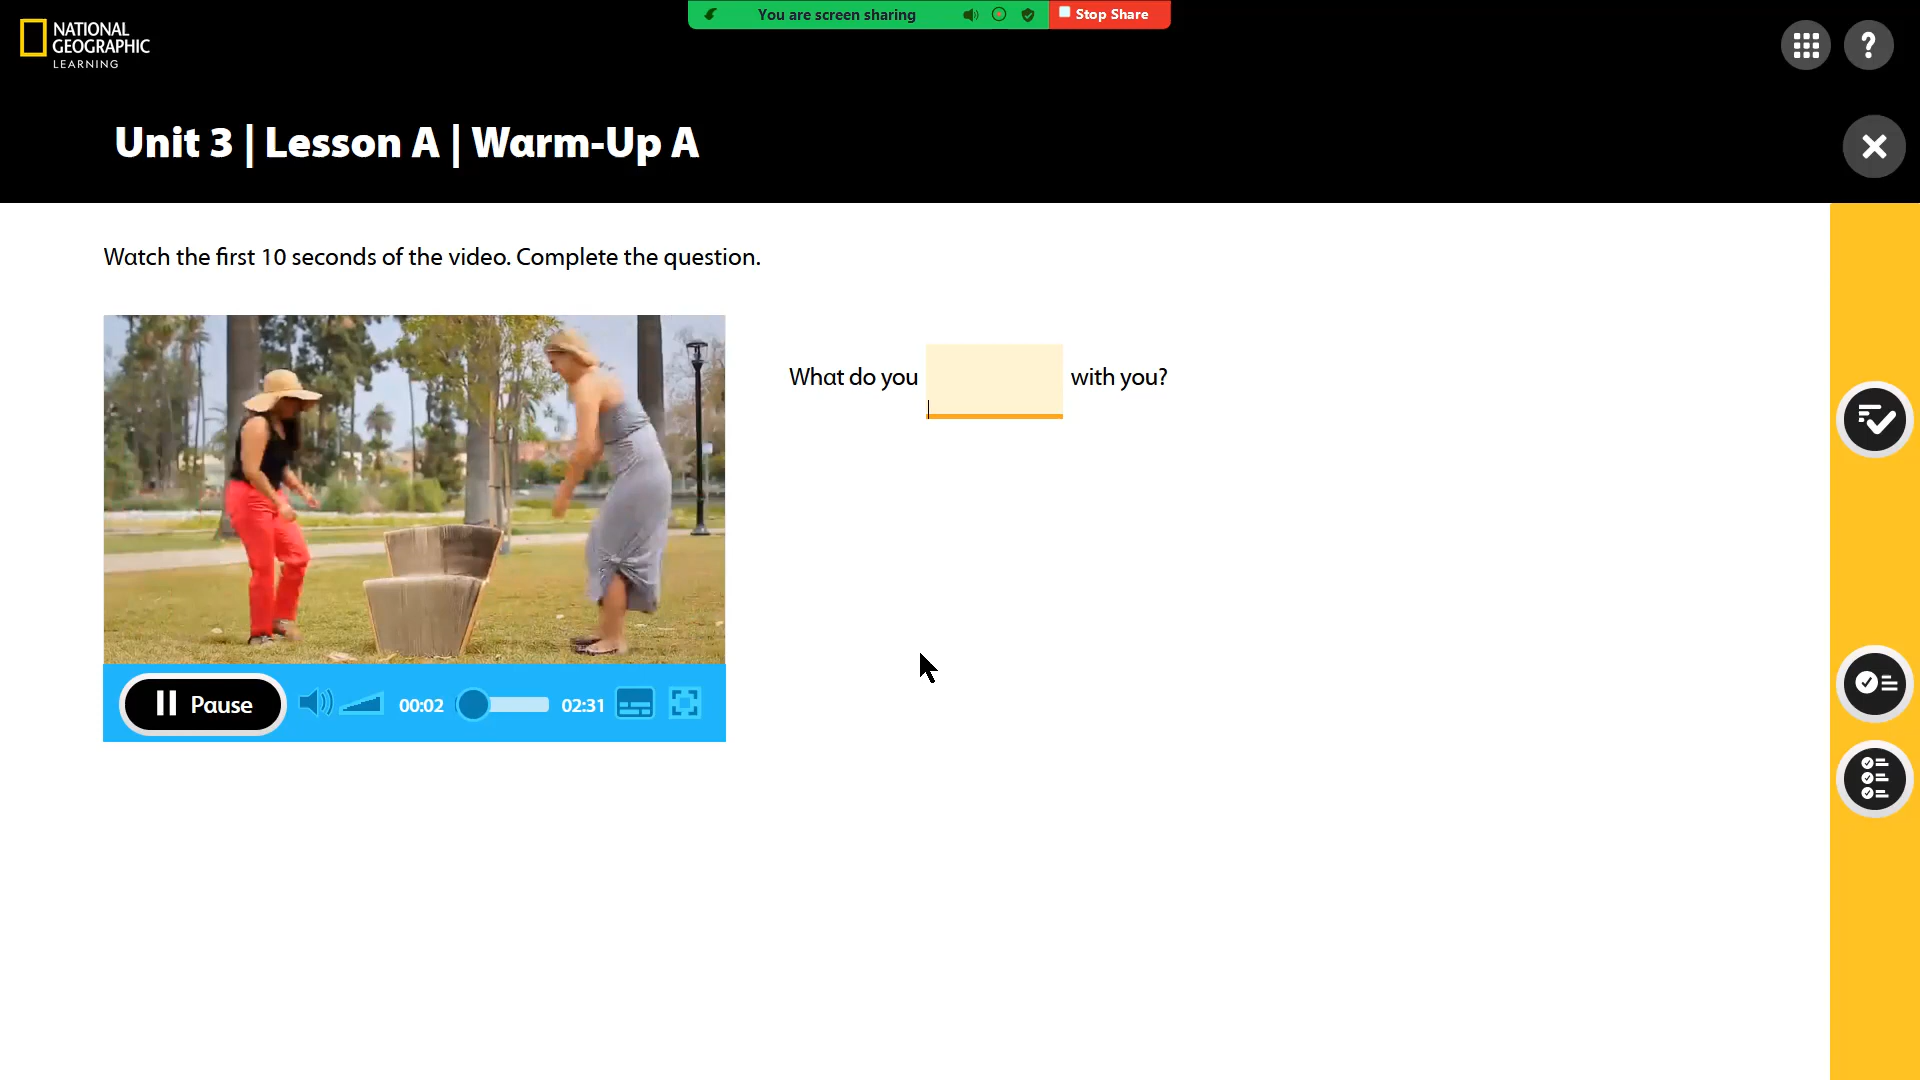 You are screen sharing
Stop Share
NATIONAL
GEOGRAPHIC
LEARNING
?
Unit 3 | Lesson A | Warm-Up A
Watch the first 10 seconds of the video. Complete the question.
What do you with you?
Pause
00:02
02:31